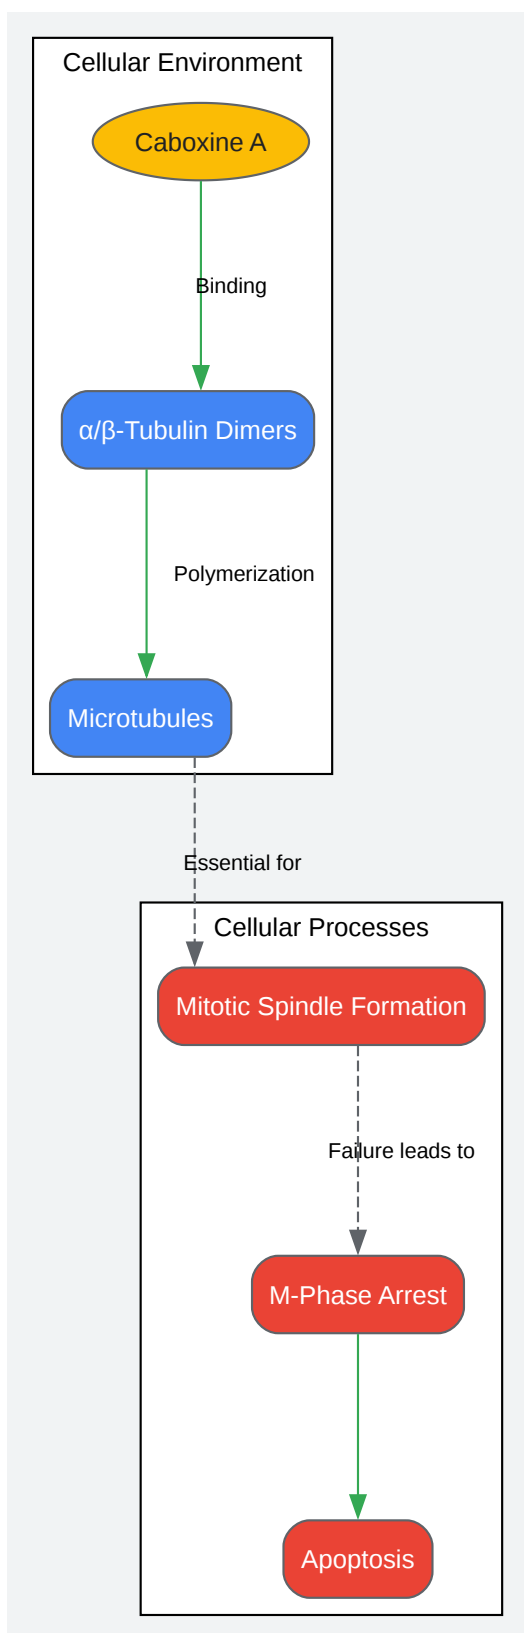 Cellular Environment
Caboxine A
Binding
α/β-Tubulin Dimers
Polymerization
Microtubules
Essential for
Cellular Processes
Mitotic Spindle Formation
Failure leads to
M-Phase Arrest
Apoptosis